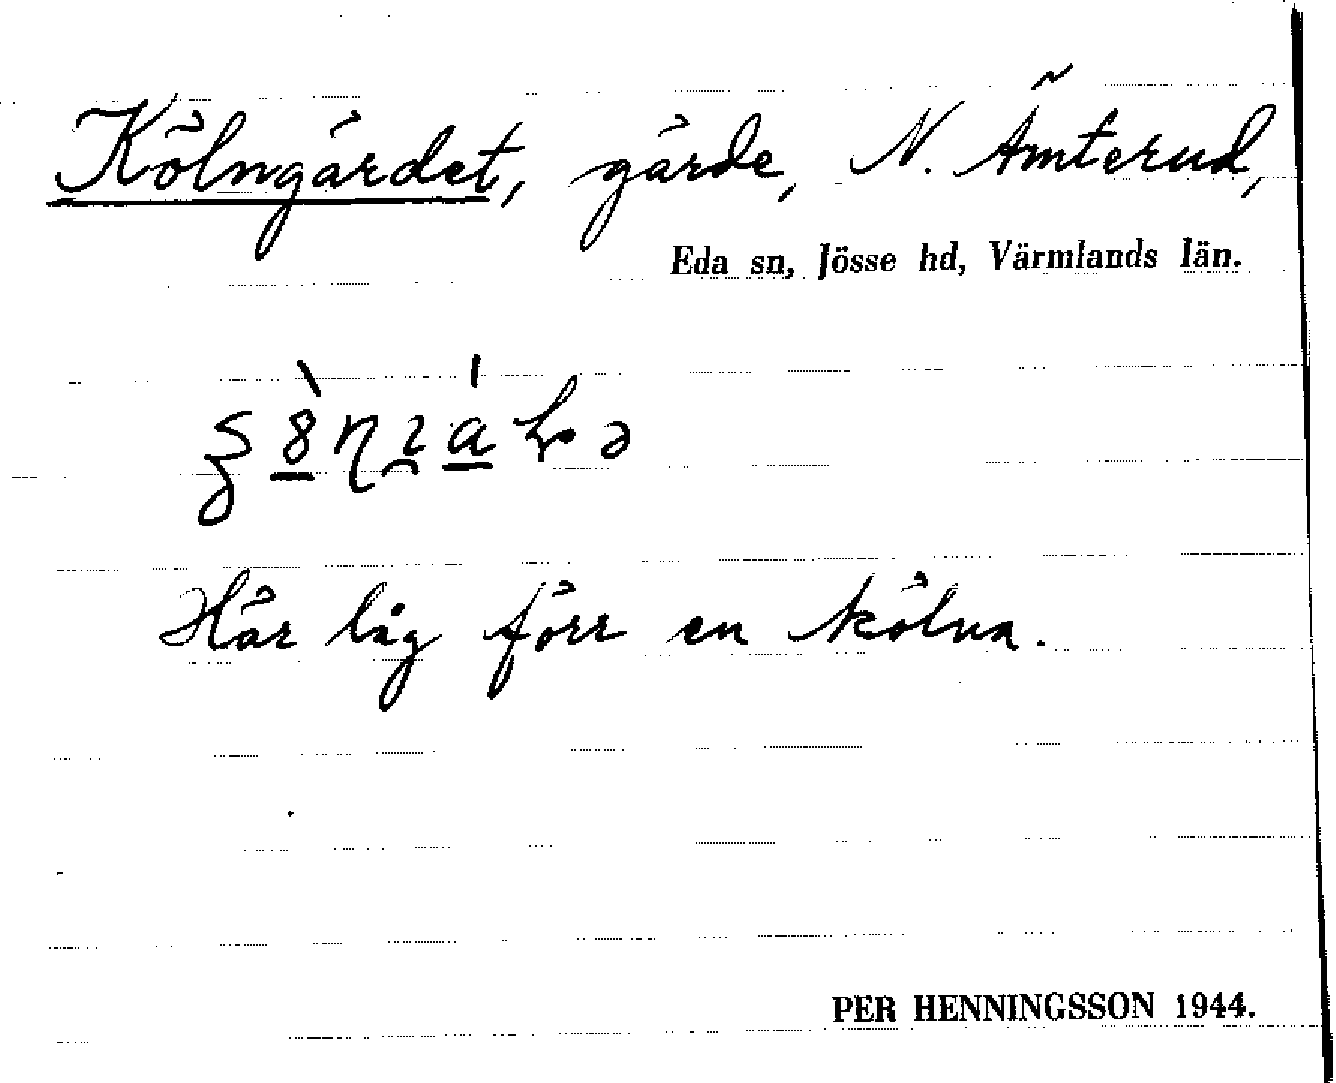 Kölngärdet, gärde, N. Ämterud,
Eda sn, Jösse hd, Värmlands län.
Här låg förr en kölna.
PER HENNINGSSON 1944.